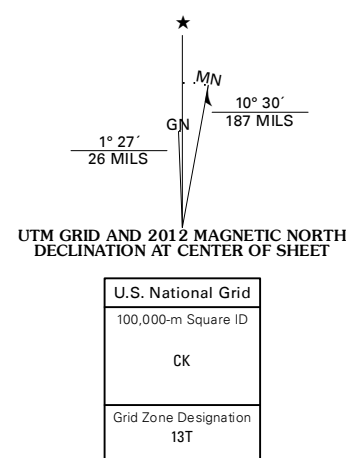 ★
MN
GN
10° 30´
187 MILS
1° 27´
26 MILS
UTM GRID AND 2012 MAGNETIC NORTH
DECLINATION AT CENTER OF SHEET
U.S. National Grid
100,000-m Square ID
CK
Grid Zone Designation
13T